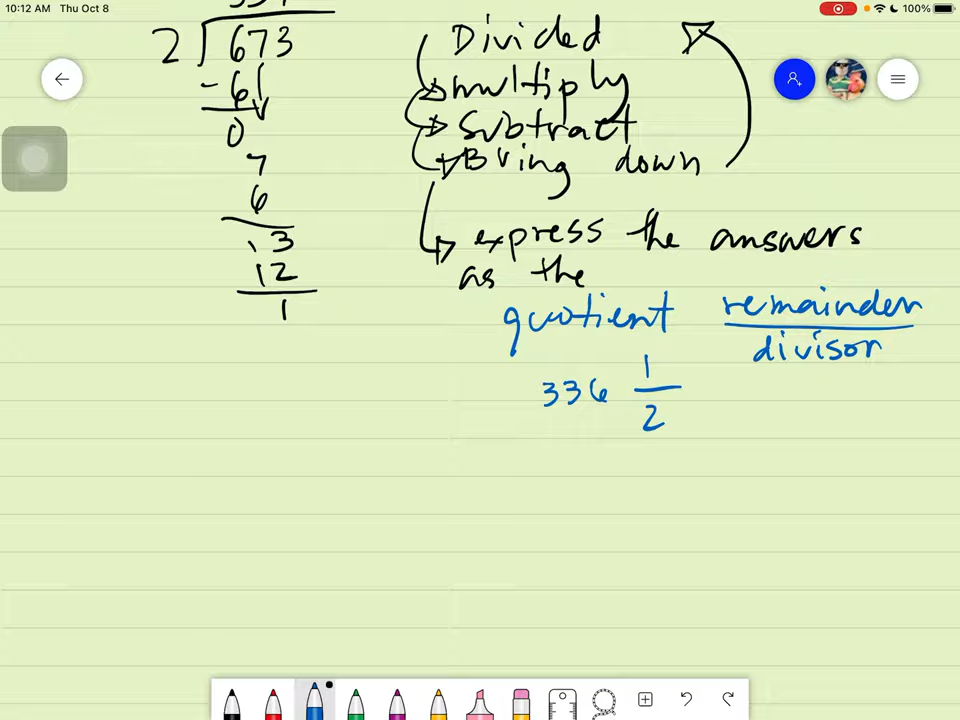 10:12 AM Thu Oct 8
100%
2 673
- 6
0
7
6
13
12
1
Divided
multiply
Subtract
Bring down
express the answers
as the
quotient remainder
divisor
336 1
2